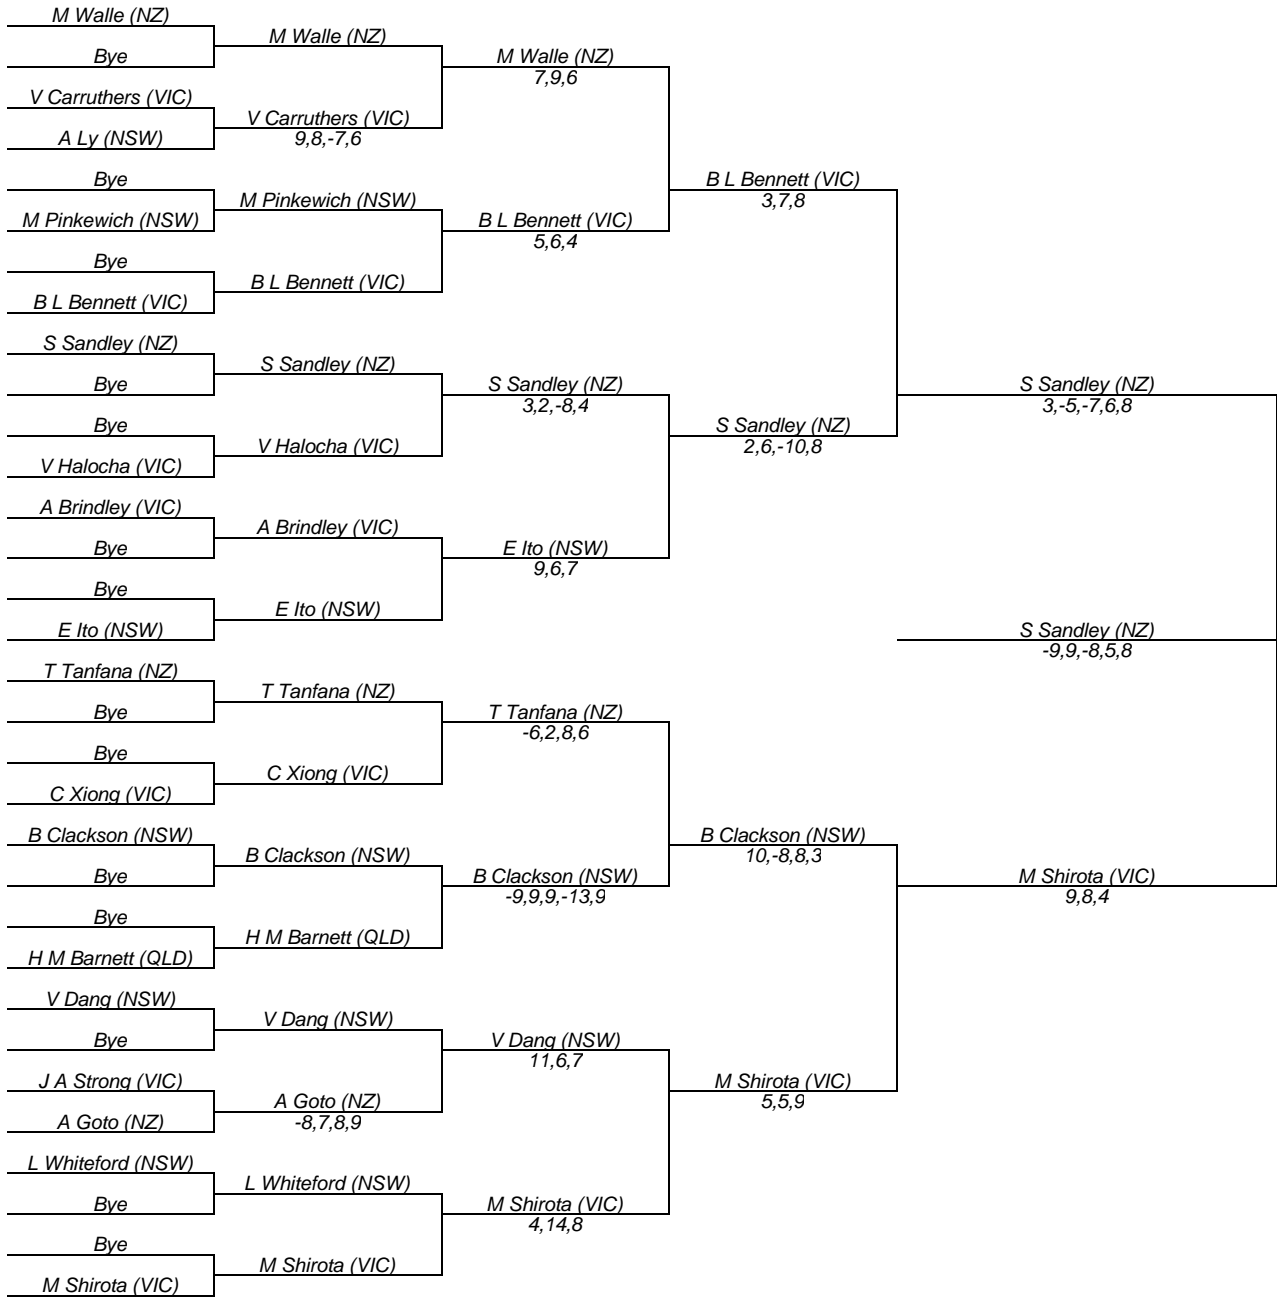 M Walle (NZ)
Bye
V Carruthers (VIC)
A Ly (NSW)
Bye
M Pinkewich (NSW)
Bye
B L Bennett (VIC)
S Sandley (NZ)
Bye
Bye
V Halocha (VIC)
A Brindley (VIC)
Bye
Bye
E Ito (NSW)
T Tanfana (NZ)
Bye
Bye
C Xiong (VIC)
B Clackson (NSW)
Bye
Bye
H M Barnett (QLD)
V Dang (NSW)
Bye
J A Strong (VIC)
A Goto (NZ)
L Whiteford (NSW)
Bye
Bye
M Shirota (VIC)
M Walle (NZ)
V Carruthers (VIC)
9,8,-7,6
M Pinkewich (NSW)
B L Bennett (VIC)
S Sandley (NZ)
V Halocha (VIC)
A Brindley (VIC)
E Ito (NSW)
T Tanfana (NZ)
C Xiong (VIC)
B Clackson (NSW)
H M Barnett (QLD)
V Dang (NSW)
A Goto (NZ)
-8,7,8,9
L Whiteford (NSW)
M Shirota (VIC)
M Walle (NZ)
7,9,6
B L Bennett (VIC)
5,6,4
S Sandley (NZ)
3,2,-8,4
E Ito (NSW)
9,6,7
T Tanfana (NZ)
-6,2,8,6
B Clackson (NSW)
-9,9,9,-13,9
V Dang (NSW)
11,6,7
M Shirota (VIC)
4,14,8
B L Bennett (VIC)
3,7,8
S Sandley (NZ)
2,6,-10,8
B Clackson (NSW)
10,-8,8,3
M Shirota (VIC)
5,5,9
S Sandley (NZ)
3,-5,-7,6,8
S Sandley (NZ)
-9,9,-8,5,8
M Shirota (VIC)
9,8,4